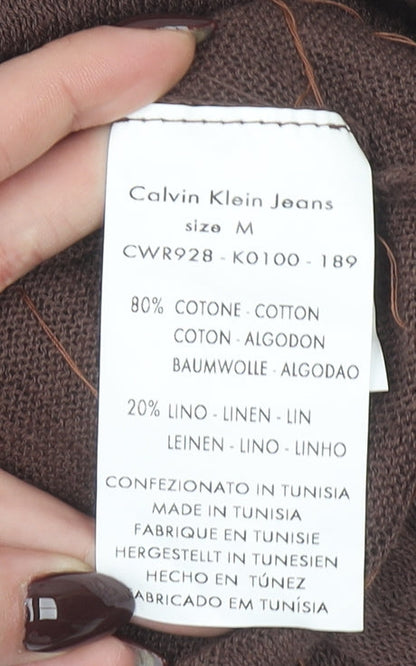 Calvin Klein Jeans
size M
CWR928 - K0100 - 189
80% COTONE - COTTON
COTON - ALGODON
BAUMWOLLE - ALGODAO
20% LINO - LINEN - LIN
LEINEN - LINO - LINHO
CONFEZIONATO IN TUNISIA
MADE IN TUNISIA
FABRIQUE EN TUNISIE
HERGESTELLT IN TUNESIEN
HECHO EN TÚNEZ
FABRICADO EM TUNÍSIA